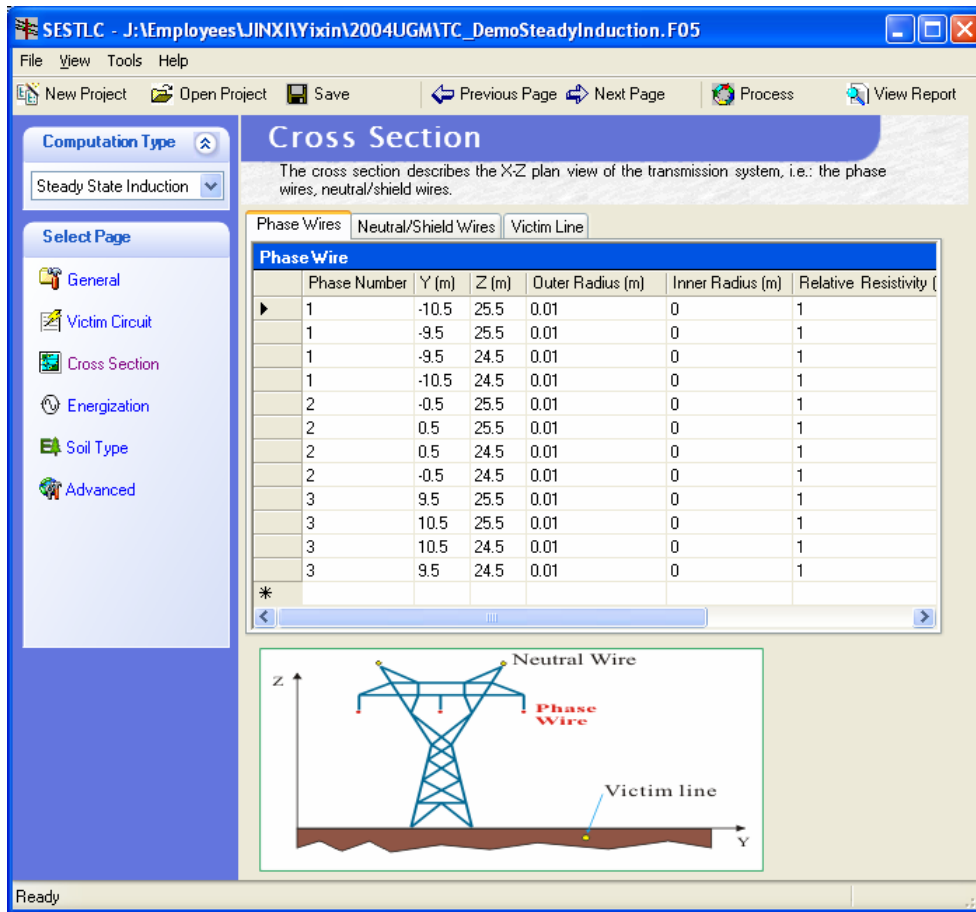 SESTLC - J:\Employees\JINXI\Yixin\2004UGM\TC_DemoSteadyInduction.F05
File View Tools Help
New Project Open Project Save Previous Page Next Page Process View Report
Computation Type
Steady State Induction
Select Page
General
Victim Circuit
Cross Section
Energization
Soil Type
Advanced
Cross Section
The cross section describes the X-Z plan view of the transmission system, i.e.: the phase
wires, neutral/shield wires.
Phase Wires Neutral/Shield Wires Victim Line
Phase Wire
Phase Number Y (m) Z (m) Outer Radius (m) Inner Radius (m) Relative Resistivity (
1 -10.5 25.5 0.01 0 1
1 -9.5 25.5 0.01 0 1
1 -9.5 24.5 0.01 0 1
1 -10.5 24.5 0.01 0 1
2 -0.5 25.5 0.01 0 1
2 0.5 25.5 0.01 0 1
2 0.5 24.5 0.01 0 1
2 -0.5 24.5 0.01 0 1
3 9.5 25.5 0.01 0 1
3 10.5 25.5 0.01 0 1
3 10.5 24.5 0.01 0 1
3 9.5 24.5 0.01 0 1
Z
Neutral Wire
Phase
Wire
Victim line
Y
Ready